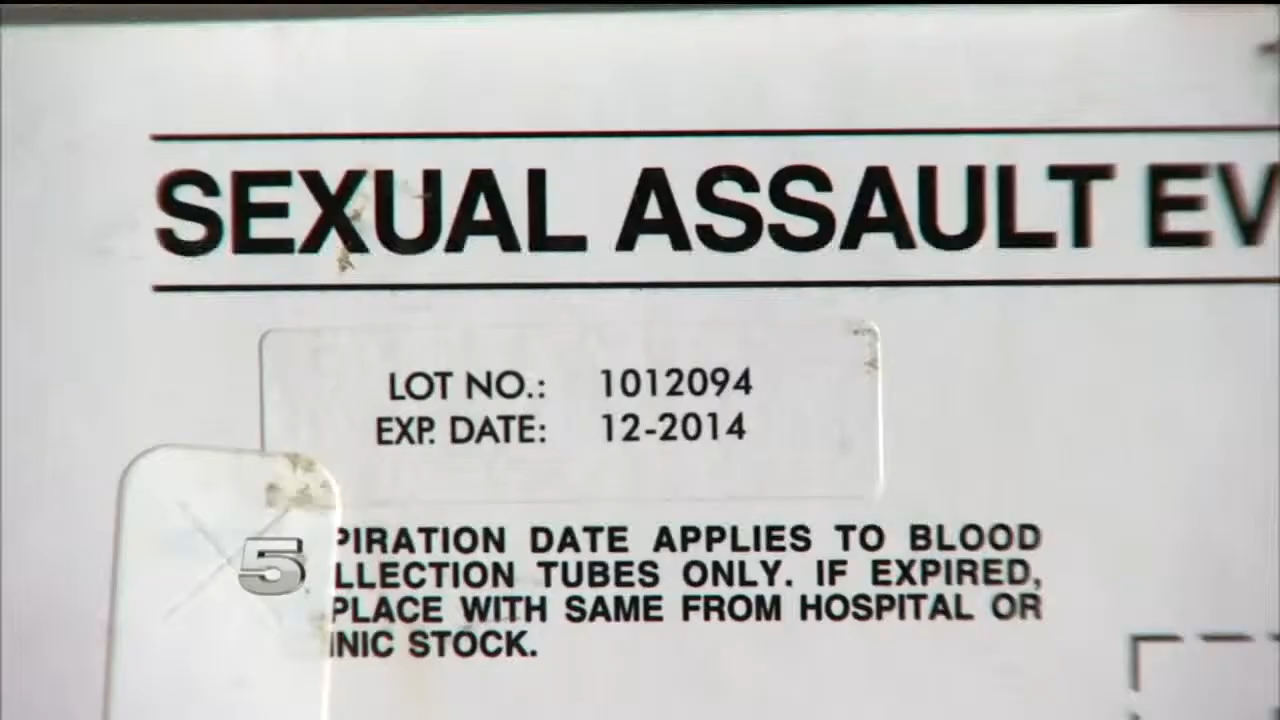 SEXUAL ASSAULT EV
LOT NO.: 1012094
EXP. DATE: 12-2014
PIRATION DATE APPLIES TO BLOOD
LLECTION TUBES ONLY. IF EXPIRED,
PLACE WITH SAME FROM HOSPITAL OR
INIC STOCK.
5